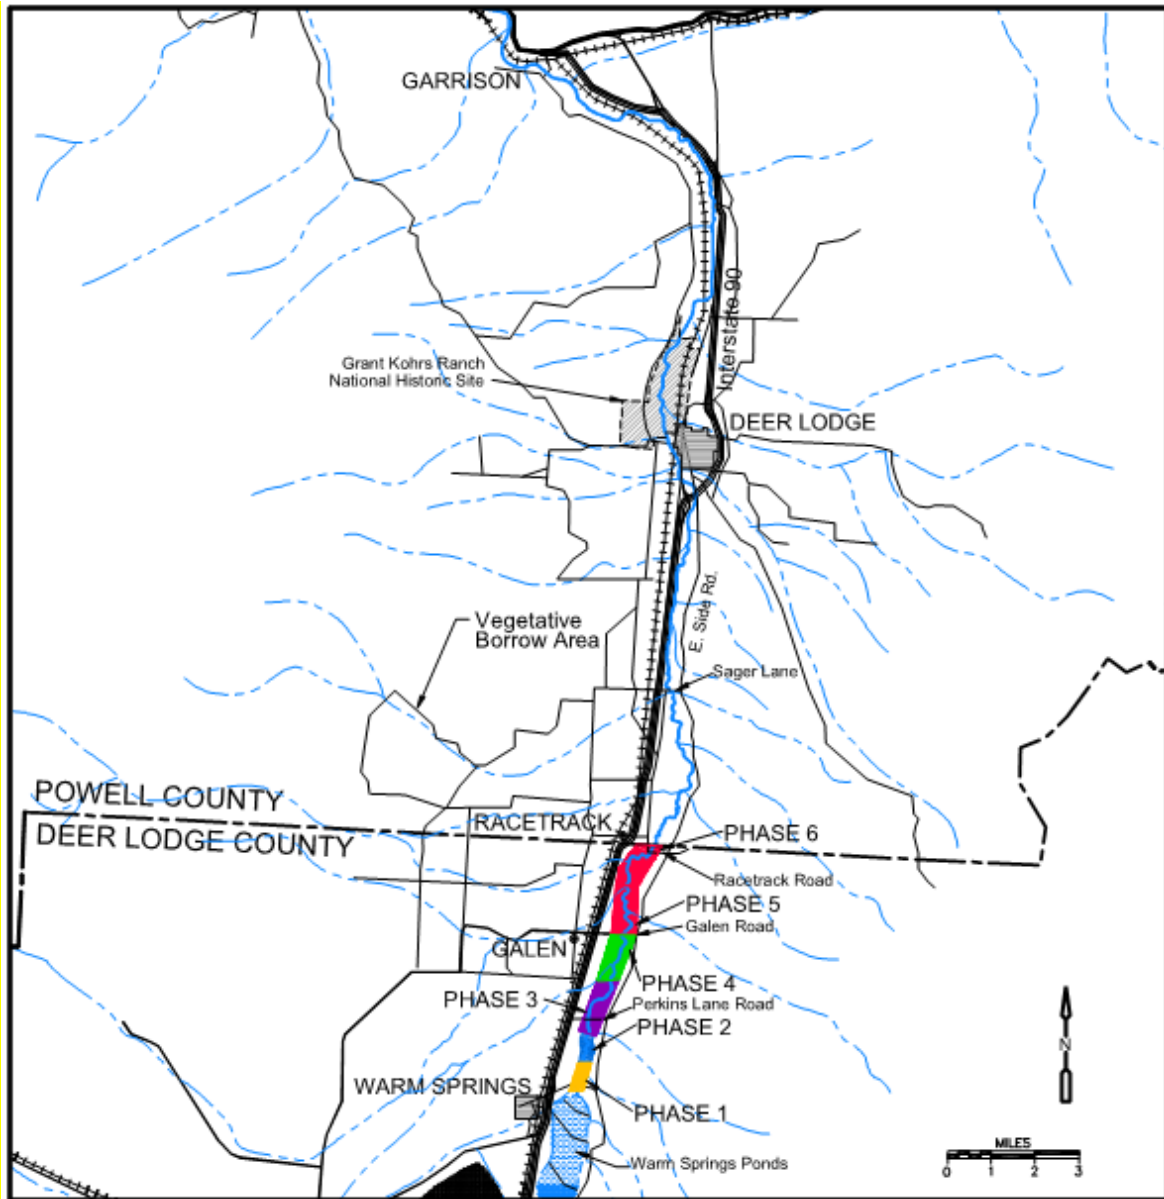 GARRISON
Interstate 90
Grant Kohrs Ranch
National Historic Site
DEER LODGE
E. Side Rd.
Vegetative
Borrow Area
Sager Lane
POWELL COUNTY
DEER LODGE COUNTY
RACETRACK
PHASE 6
Racetrack Road
PHASE 5
Galen Road
GALEN
PHASE 4
PHASE 3
Perkins Lane Road
PHASE 2
N
WARM SPRINGS
PHASE 1
Warm Springs Ponds
MILES
0 1 2 3